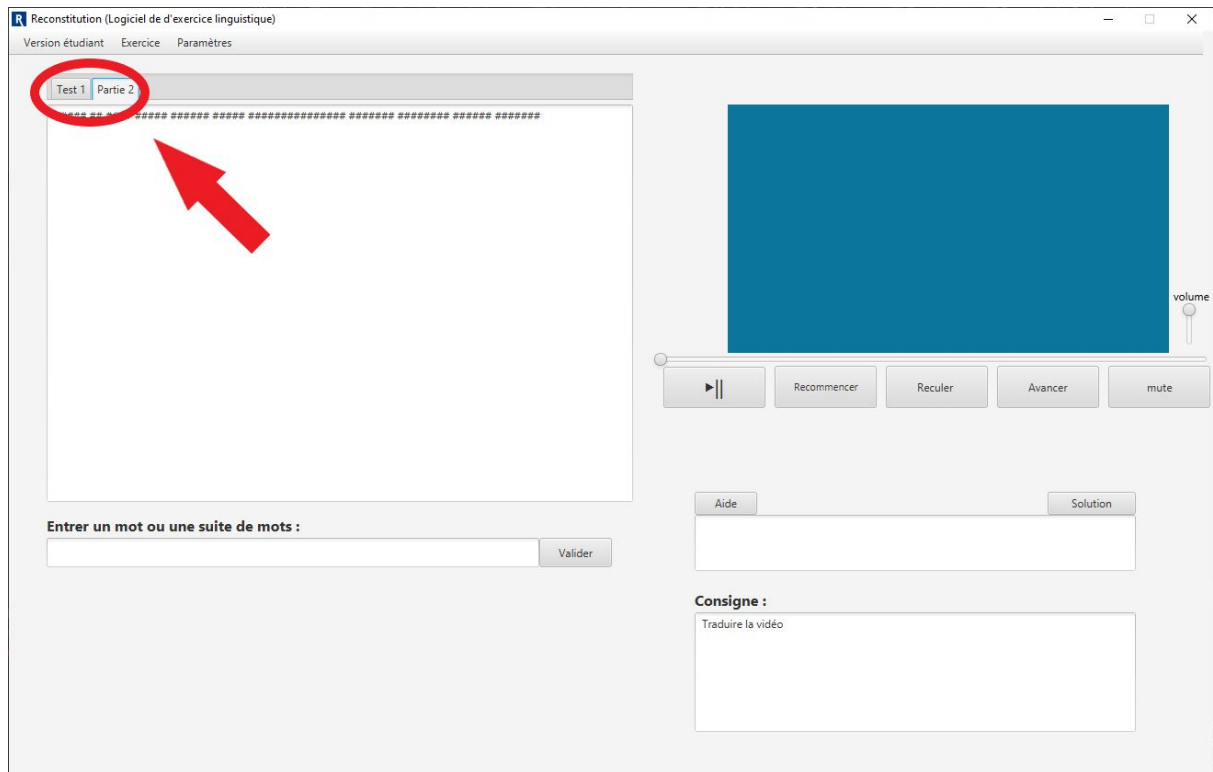 R Reconstitution (Logiciel de d'exercice linguistique)
Version étudiant Exercice Paramètres
Test 1 Partie 2
##### ###### ##### ############### ####### ######## ###### #######
volume
Recommencer Reculer Avancer mute
Aide Solution
Entrer un mot ou une suite de mots :
Valider
Consigne :
Traduire la vidéo